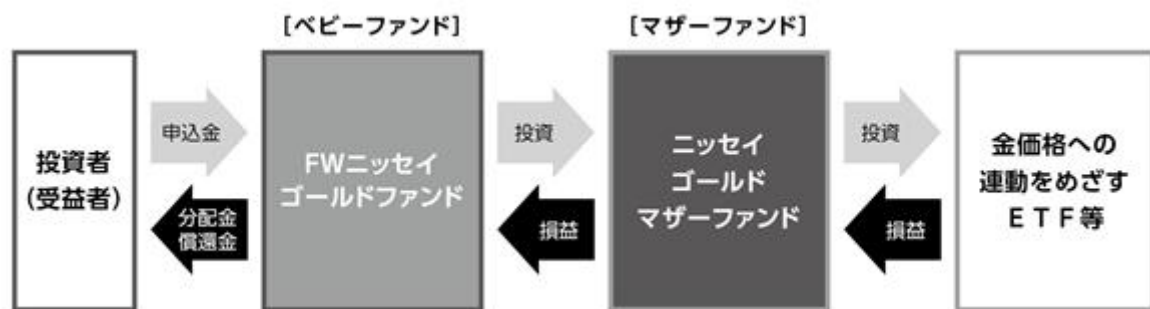 [ベビーファンド]
[マザーファンド]
投資者
(受益者)
申込金
分配金
償還金
FWニッセイ
ゴールドファンド
投資
損益
ニッセイ
ゴールド
マザーファンド
投資
損益
金価格への
連動をめざす
ETF等